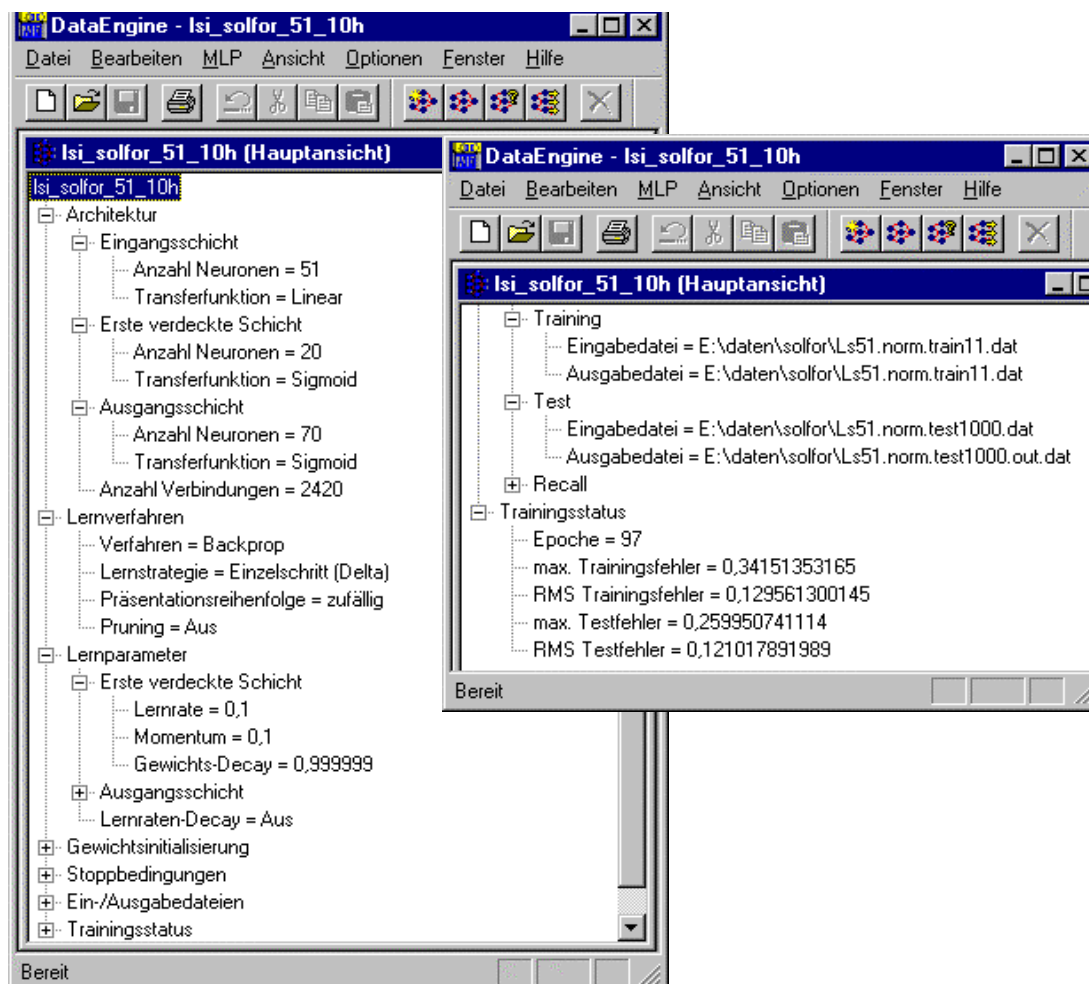 DataEngine - lsi_solfor_51_10h
Datei Bearbeiten MLP Ansicht Optionen Fenster Hilfe
lsi_solfor_51_10h (Hauptansicht)
lsi_solfor_51_10h
Architektur
Eingangsschicht
Anzahl Neuronen = 51
Transferfunktion = Linear
Erste verdeckte Schicht
Anzahl Neuronen = 20
Transferfunktion = Sigmoid
Ausgangsschicht
Anzahl Neuronen = 70
Transferfunktion = Sigmoid
Anzahl Verbindungen = 2420
Lernverfahren
Verfahren = Backprop
Lernstrategie = Einzelschritt (Delta)
Präsentationsreihenfolge = zufällig
Pruning = Aus
Lernparameter
Erste verdeckte Schicht
Lernrate = 0,1
Momentum = 0,1
Gewichts-Decay = 0,999999
Ausgangsschicht
Lernraten-Decay = Aus
Gewichtsinitialisierung
Stoppbedingungen
Ein-/Ausgabedateien
Trainingsstatus
Bereit
DataEngine - lsi_solfor_51_10h
Datei Bearbeiten MLP Ansicht Optionen Fenster Hilfe
lsi_solfor_51_10h (Hauptansicht)
Training
Eingabedatei = E:\daten\solfor\Ls51.norm.train11.dat
Ausgabedatei = E:\daten\solfor\Ls51.norm.train11.dat
Test
Eingabedatei = E:\daten\solfor\Ls51.norm.test1000.dat
Ausgabedatei = E:\daten\solfor\Ls51.norm.test1000.out.dat
Recall
Trainingsstatus
Epoche = 97
max. Trainingsfehler = 0,34151353165
RMS Trainingsfehler = 0,129561300145
max. Testfehler = 0,259950741114
RMS Testfehler = 0,121017891989
Bereit